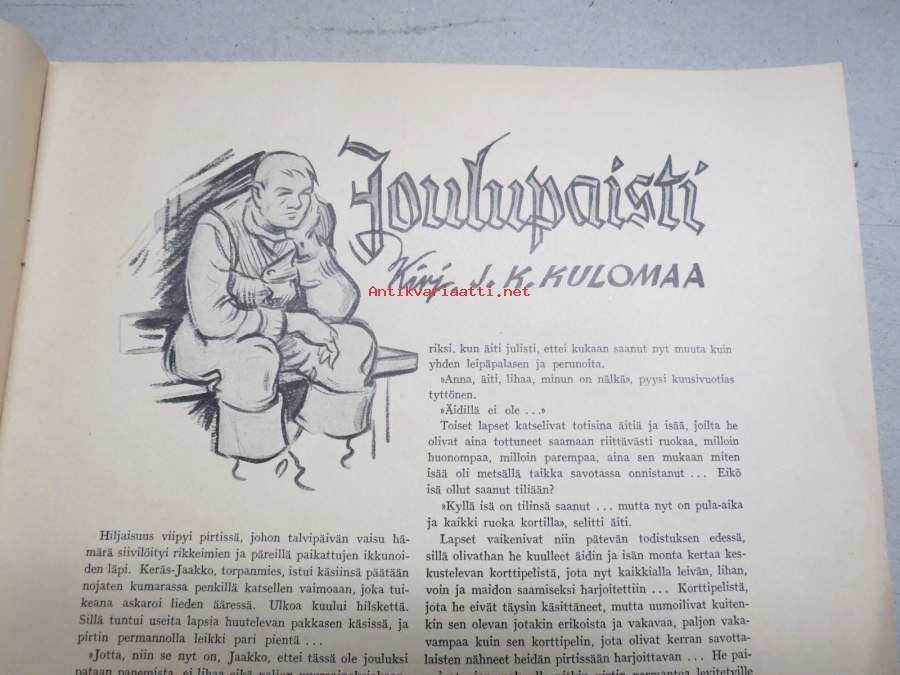 Joulupaisti
Kirj. J. K. KULOMAA
Antikvariaatti.net
Hiljaisuus viipyi pirtissä, johon talvipäivän vaisu hä-
märä siivilöityi rikkeimien ja päreillä paikattujen ikkunoi-
den läpi. Keräs-Jaakko, torpanmies, istui käsiinsä päätään
nojaten kumarassa penkillä katsellen vaimoaan, joka tui-
keana askaroi lieden ääressä. Ulkoa kuului hilskettä.
Sillä tuntui useita lapsia huutelevan pakkasen käsissä, ja
pirtin permannolla leikki pari pientä ...
»Jotta, niin se nyt on, Jaakko, ettei tässä ole jouluksi
pataan panemista, ei lihaa eikä paljon
riksi. kun äiti julisti, ettei kukaan saanut nyt muuta kuin
yhden leipäpalasen ja perunoita.
»Anna, äiti, lihaa, minun on nälkä», pyysi kuusivuotias
tyttönen.
»Äidillä ei ole ...»
Toiset lapset katselivat totisina äitiä ja isää, joilta he
olivat aina tottuneet saamaan riittävästi ruokaa, milloin
huonompaa, milloin parempaa, aina sen mukaan miten
isää oli metsällä taikka savotassa onnistanut ... Eikö
isä ollut saanut tiliään?
»Kyllä isä on tilinsä saanut ... mutta nyt on pula-aika
ja kaikki ruoka kortilla», selitti äiti.
Lapset vaikenivat niin pätevän todistuksen edessä,
sillä olivathan he kuulleet äidin ja isän monta kertaa kes-
kustelevan korttipelistä, jota nyt kaikkialla leivän, lihan,
voin ja maidon saamiseksi harjoitettiin ... Korttipelistä,
jota he eivät täysin käsittäneet, mutta uumoilivat kuiten-
kin sen olevan jotakin erikoista ja vakavaa, paljon vaka-
vampaa kuin sen korttipelin, jota olivat kerran savotta-
laisten nähneet heidän pirtissään harjoittavan ... He pai-
pitkin pirtin permantoa levitetville